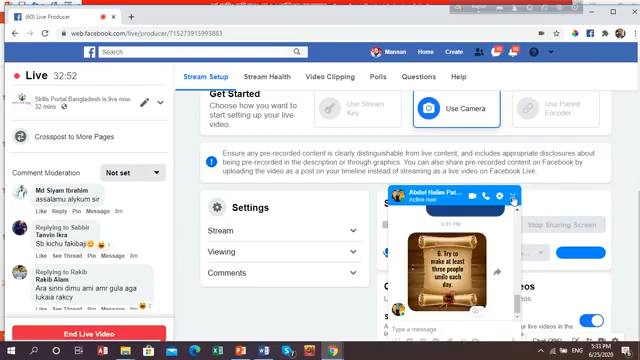 (60) Live Producer
web.facebook.com/live/producer/715273915993883
Search
Mannan
Home
Create
Live 32:52
Skills Portal Bangladesh is live now
32 mins
Crosspost to More Pages
Comment Moderation
Not set
Md Siyam Ibrahim
assalamu alykum sir
Like Reply Pin Message 8m
Replying to Sabbir
Tanvin Ikra
Sb kichu fakibaji
Like See Thread Pin Message 8m
Replying to Rakib
Rakib Alam
Ara sinni dimu ami amr gula aga
lukaia rakcy
2
Like See Thread Pin Message 8m
End Live Video
Stream Setup
Stream Health
Video Clipping
Polls
Questions
Help
Get Started
Choose how you want to
start setting up your live
video.
Use Stream
Key
Use Camera
Use Paired
Encoder
Ensure any pre-recorded content is clearly distinguishable from live content, and includes appropriate disclosures about
being pre-recorded in the description or through graphics. You can also share pre-recorded content on Facebook by
uploading the video as a post on your timeline instead of streaming as a live video on Facebook Live.
Settings
Stream
Viewing
Comments
Stop Sharing Screen
Abdul Halim Pat...
Active now
5:33 PM
6. Try to
make at least
three people
smile each
day.
Type a message...
5:33 PM
6/25/2020